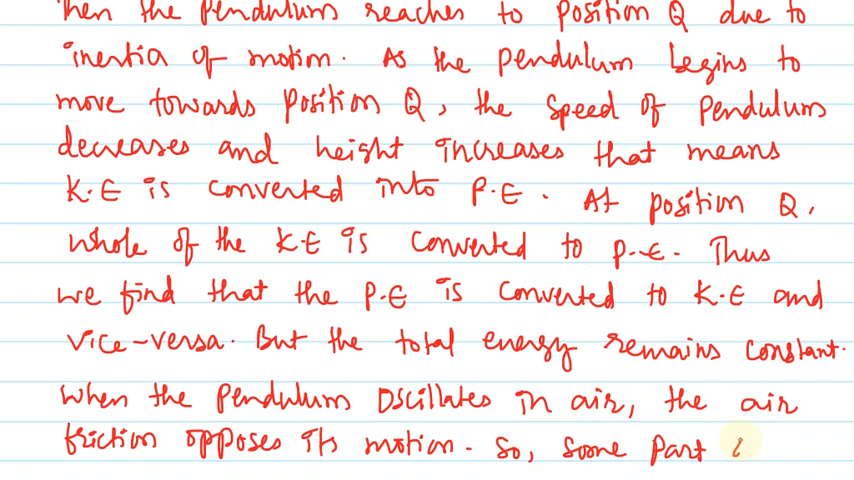 Then the pendulum reaches to position Q due to
inertia of motion. As the pendulum begins to
move towards position Q, the speed of pendulum
decreases and height increases that means
K.E is converted into P.E. At position Q,
whole of the K.E is converted to P.E. Thus
we find that the P.E is converted to K.E and
vice-versa. But the total energy remains constant.
When the pendulum oscillates in air, the air
friction opposes its motion. So, some part